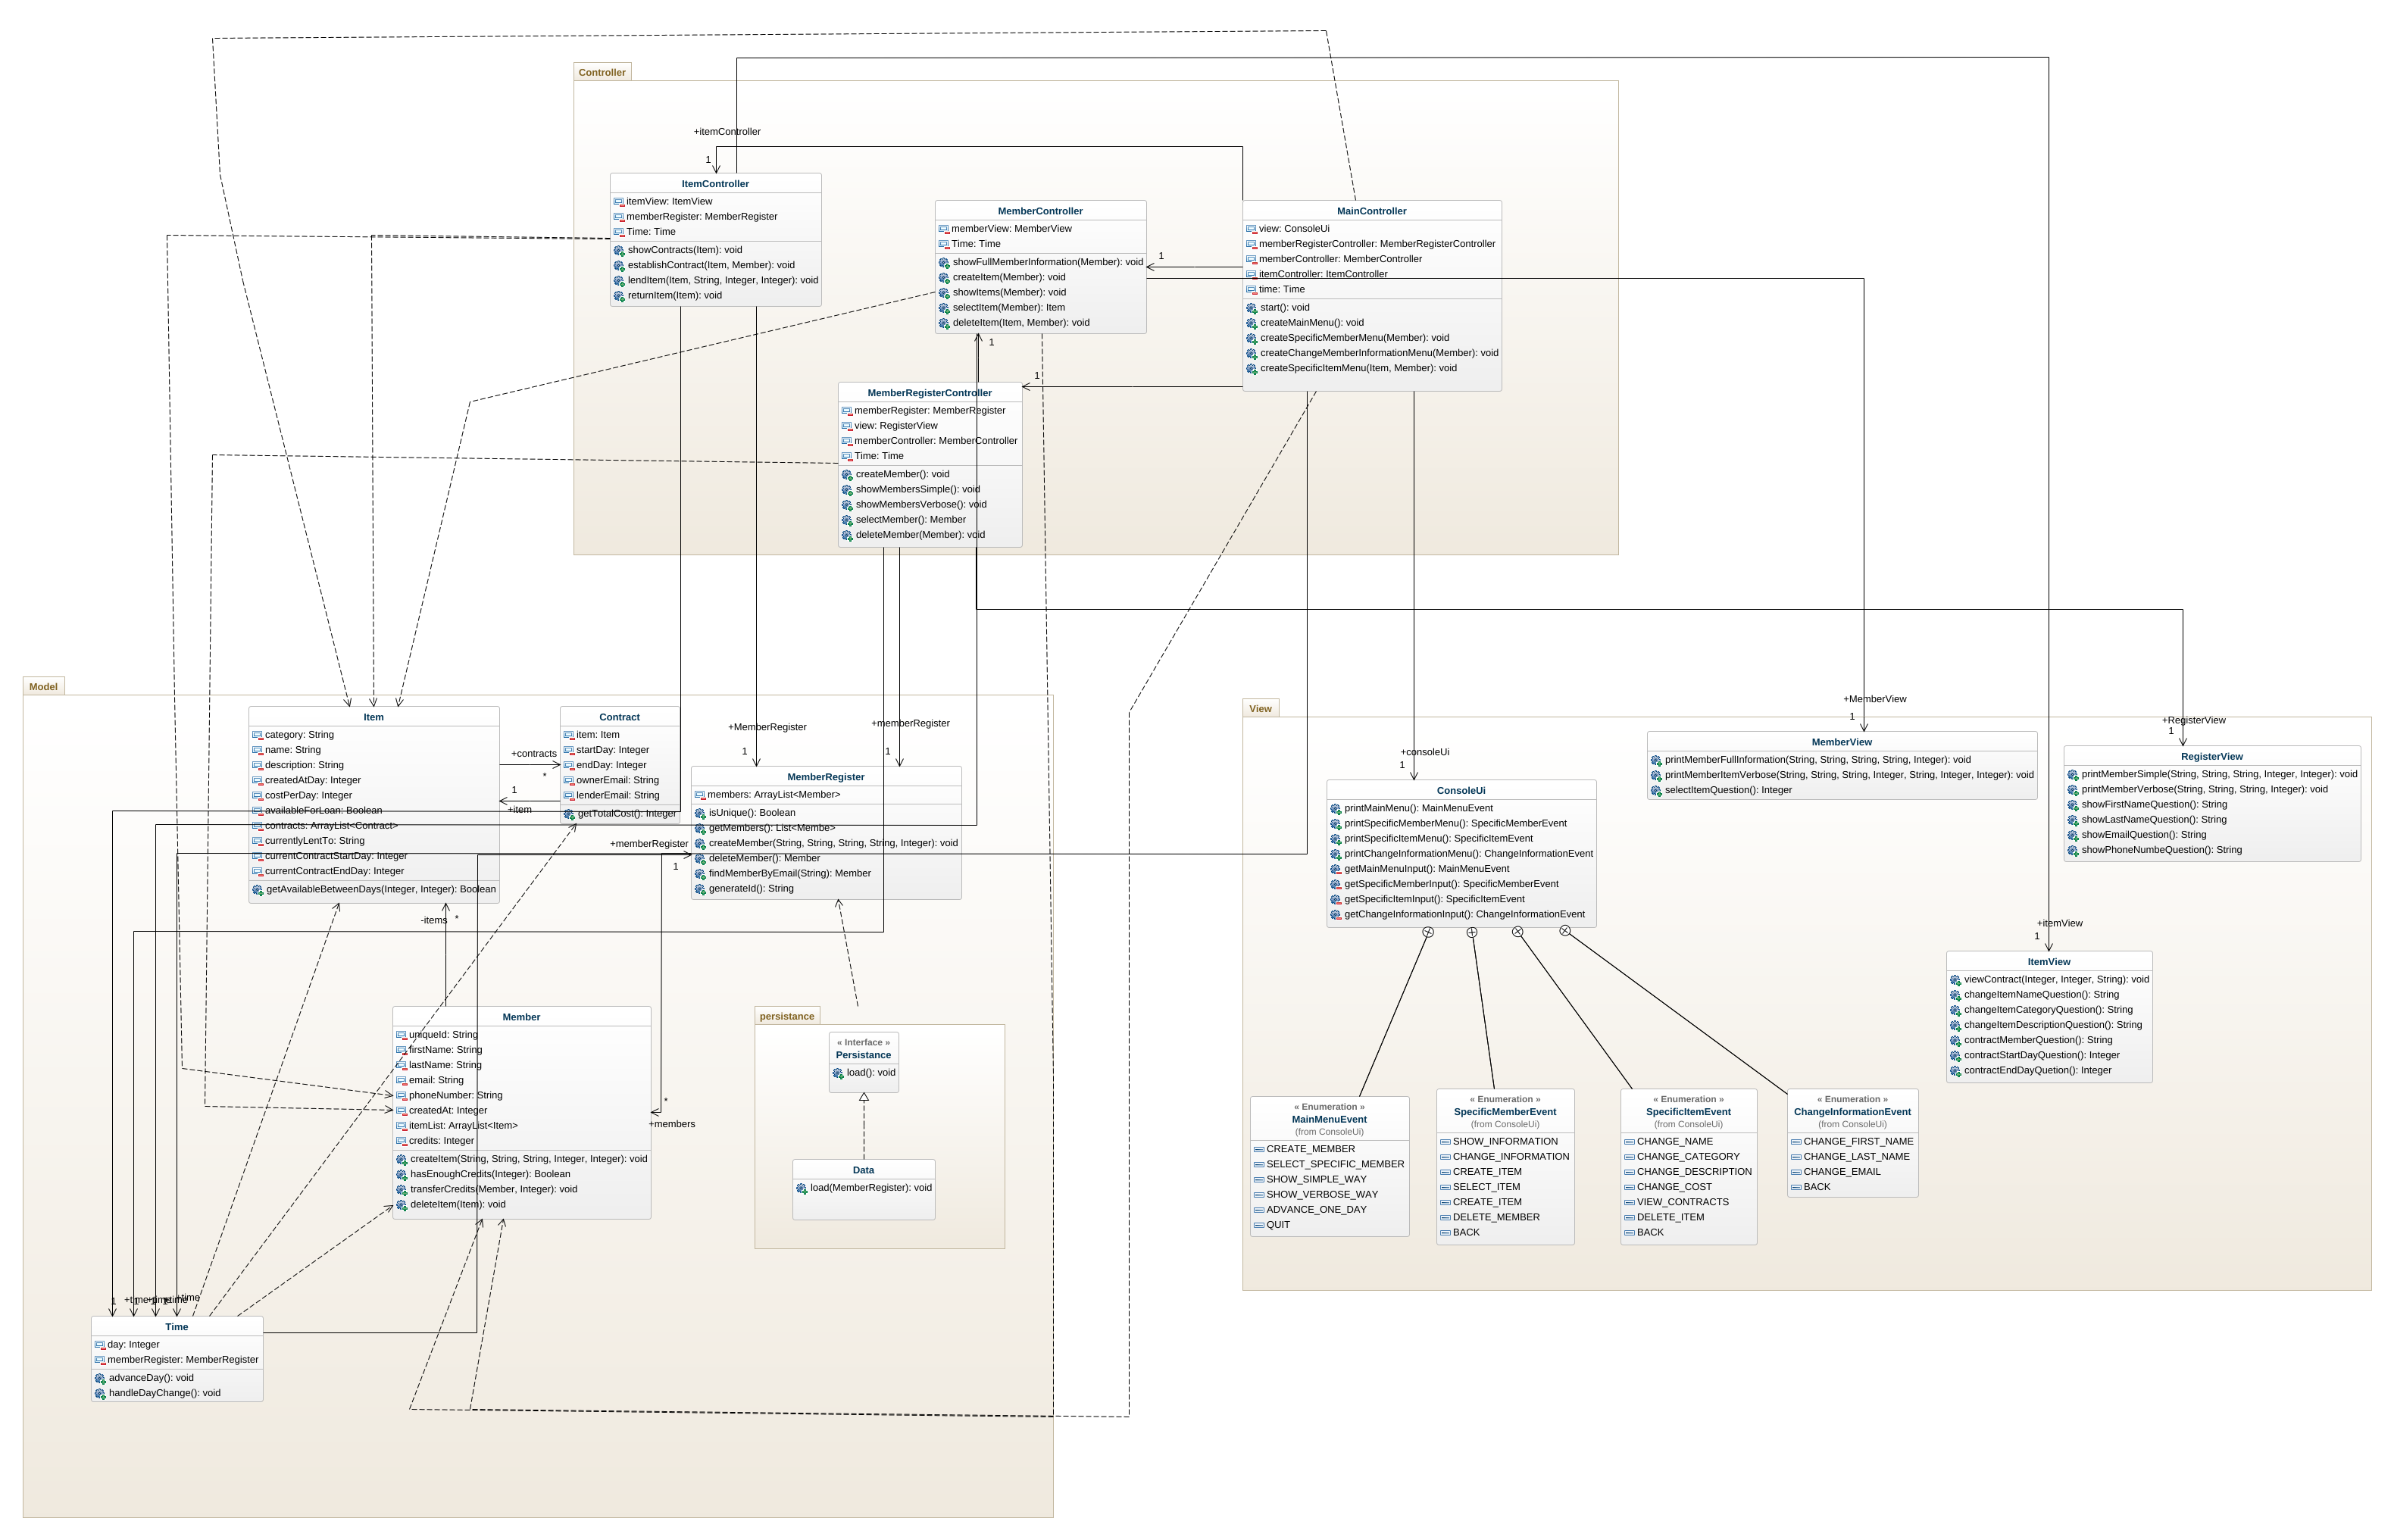 Controller
+itemController
1
ItemController
itemView: ItemView
memberRegister: MemberRegister
Time: Time
showContracts(Item): void
establishContract(Item, Member): void
lendItem(Item, String, Integer, Integer): void
returnItem(Item): void
MemberController
memberView: MemberView
Time: Time
showFullMemberInformation(Member): void
createItem(Member): void
showItems(Member): void
selectItem(Member): Item
deleteItem(Item, Member): void
1
MainController
view: ConsoleUi
memberRegisterController: MemberRegisterController
memberController: MemberController
itemController: ItemController
time: Time
start(): void
createMainMenu(): void
createSpecificMemberMenu(Member): void
createChangeMemberInformationMenu(Member): void
createSpecificItemMenu(Item, Member): void
1
1
MemberRegisterController
memberRegister: MemberRegister
view: RegisterView
memberController: MemberController
Time: Time
createMember(): void
showMembersSimple(): void
showMembersVerbose(): void
selectMember(): Member
deleteMember(Member): void
Model
Item
category: String
name: String
description: String
createdAtDay: Integer
costPerDay: Integer
availableForLoan: Boolean
contracts: ArrayList<Contract>
currentlyLentTo: String
currentContractStartDay: Integer
currentContractEndDay: Integer
getAvailableBetweenDays(Integer, Integer): Boolean
+contracts
*
1
+item
Contract
item: Item
startDay: Integer
endDay: Integer
ownerEmail: String
lenderEmail: String
getTotalCost(): Integer
+MemberRegister
1
+memberRegister
1
MemberRegister
members: ArrayList<Member>
isUnique(): Boolean
getMembers(): List<Membe>
createMember(String, String, String, String, Integer): void
deleteMember(): Member
findMemberByEmail(String): Member
generateId(): String
+memberRegister
1
-items
*
Member
uniqueId: String
firstName: String
lastName: String
email: String
phoneNumber: String
createdAt: Integer
itemList: ArrayList<Item>
credits: Integer
createItem(String, String, String, Integer, Integer): void
hasEnoughCredits(Integer): Boolean
transferCredits(Member, Integer): void
deleteItem(Item): void
*
+members
persistance
« Interface »
Persistance
load(): void
Data
load(MemberRegister): void
1
+time
+time
Time
day: Integer
memberRegister: MemberRegister
advanceDay(): void
handleDayChange(): void
View
+consoleUi
1
ConsoleUi
printMainMenu(): MainMenuEvent
printSpecificMemberMenu(): SpecificMemberEvent
printSpecificItemMenu(): SpecificItemEvent
printChangeInformationMenu(): ChangeInformationEvent
getMainMenuInput(): MainMenuEvent
getSpecificMemberInput(): SpecificMemberEvent
getSpecificItemInput(): SpecificItemEvent
getChangeInformationInput(): ChangeInformationEvent
+MemberView
1
MemberView
printMemberFullInformation(String, String, String, String, Integer): void
printMemberItemVerbose(String, String, String, Integer, String, Integer, Integer): void
selectItemQuestion(): Integer
+RegisterView
1
RegisterView
printMemberSimple(String, String, String, Integer, Integer): void
printMemberVerbose(String, String, String, Integer): void
showFirstNameQuestion(): String
showLastNameQuestion(): String
showEmailQuestion(): String
showPhoneNumbeQuestion(): String
+itemView
1
ItemView
viewContract(Integer, Integer, String): void
changeItemNameQuestion(): String
changeItemCategoryQuestion(): String
changeItemDescriptionQuestion(): String
contractMemberQuestion(): String
contractStartDayQuestion(): Integer
contractEndDayQuetion(): Integer
« Enumeration »
MainMenuEvent
(from ConsoleUi)
CREATE_MEMBER
SELECT_SPECIFIC_MEMBER
SHOW_SIMPLE_WAY
SHOW_VERBOSE_WAY
ADVANCE_ONE_DAY
QUIT
« Enumeration »
SpecificMemberEvent
(from ConsoleUi)
SHOW_INFORMATION
CHANGE_INFORMATION
CREATE_ITEM
SELECT_ITEM
CREATE_ITEM
DELETE_MEMBER
BACK
« Enumeration »
SpecificItemEvent
(from ConsoleUi)
CHANGE_NAME
CHANGE_CATEGORY
CHANGE_DESCRIPTION
CHANGE_COST
VIEW_CONTRACTS
DELETE_ITEM
BACK
« Enumeration »
ChangeInformationEvent
(from ConsoleUi)
CHANGE_FIRST_NAME
CHANGE_LAST_NAME
CHANGE_EMAIL
BACK